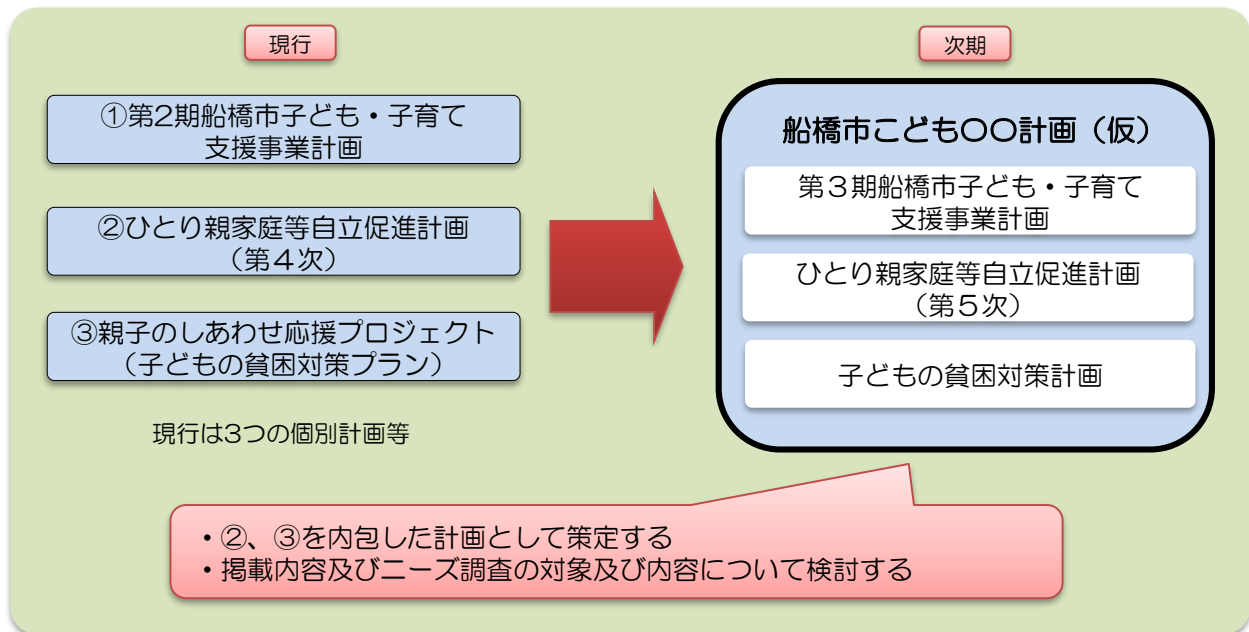 現行
①第2期船橋市子ども・子育て
支援事業計画
②ひとり親家庭等自立促進計画
（第４次）
③親子のしあわせ応援プロジェクト
（子どもの貧困対策プラン）
現行は3つの個別計画等
次期
船橋市こども〇〇計画（仮）
第３期船橋市子ども・子育て
支援事業計画
ひとり親家庭等自立促進計画
（第５次）
子どもの貧困対策計画
・②、③を内包した計画として策定する
・掲載内容及びニーズ調査の対象及び内容について検討する